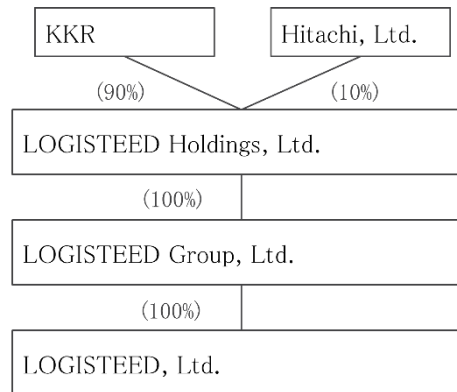 KKR
Hitachi, Ltd.
(90%)
(10%)
LOGISTEED Holdings, Ltd.
(100%)
LOGISTEED Group, Ltd.
(100%)
LOGISTEED, Ltd.